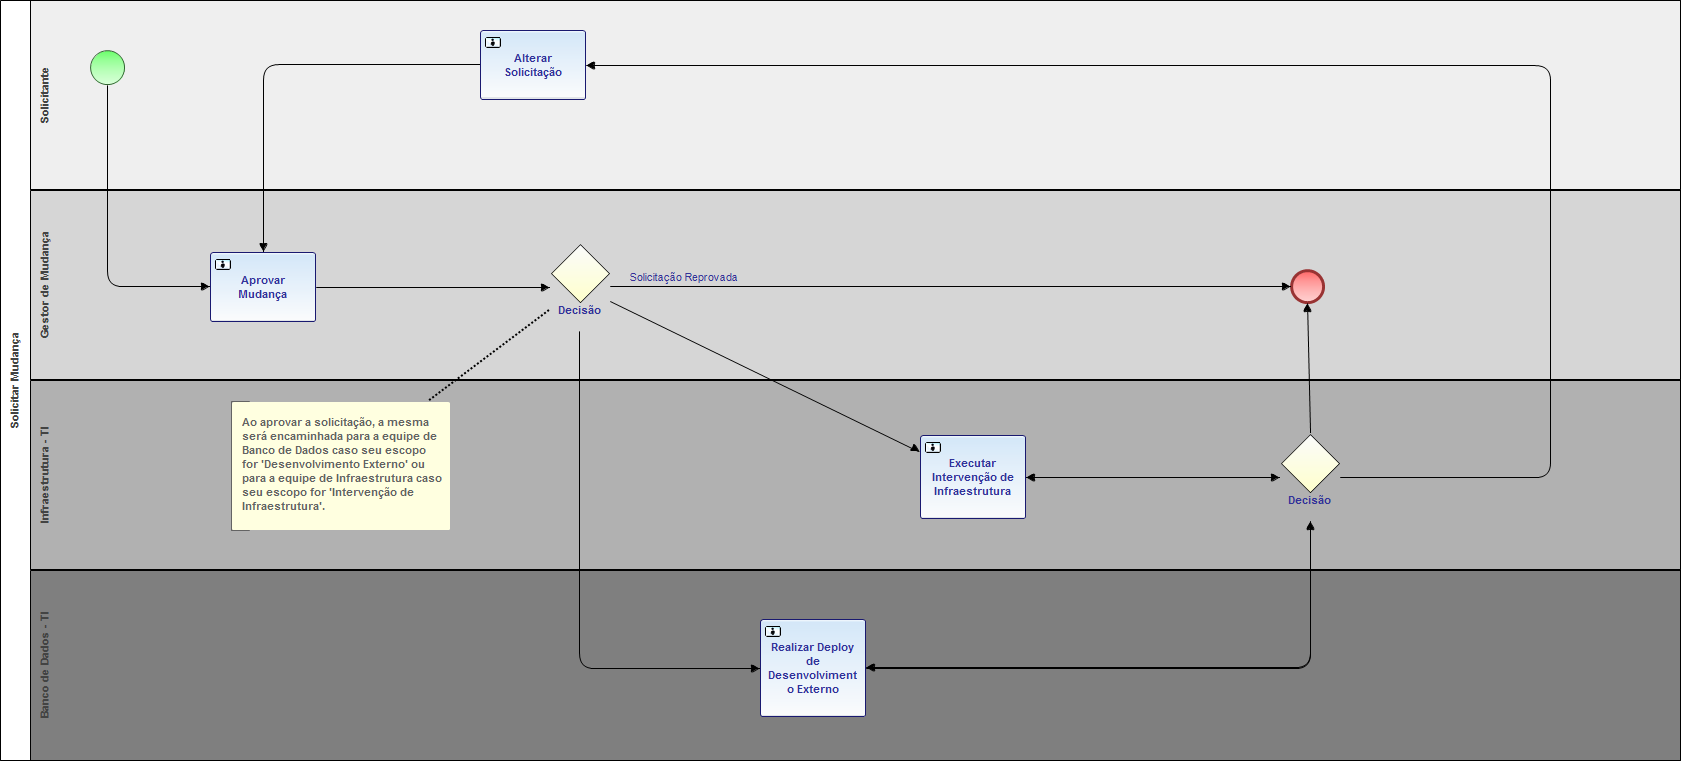 Solicitar Mudança
Solicitante
Alterar
Solicitação
Gestor de Mudança
Aprovar
Mudança
Decisão
Solicitação Reprovada
Infraestrutura - TI
Ao aprovar a solicitação, a mesma
será encaminhada para a equipe de
Banco de Dados caso seu escopo
for 'Desenvolvimento Externo' ou
para a equipe de Infraestrutura caso
seu escopo for 'Intervenção de
Infraestrutura'.
Executar
Intervenção de
Infraestrutura
Decisão
Banco de Dados - TI
Realizar Deploy
de
Desenvolviment
o Externo